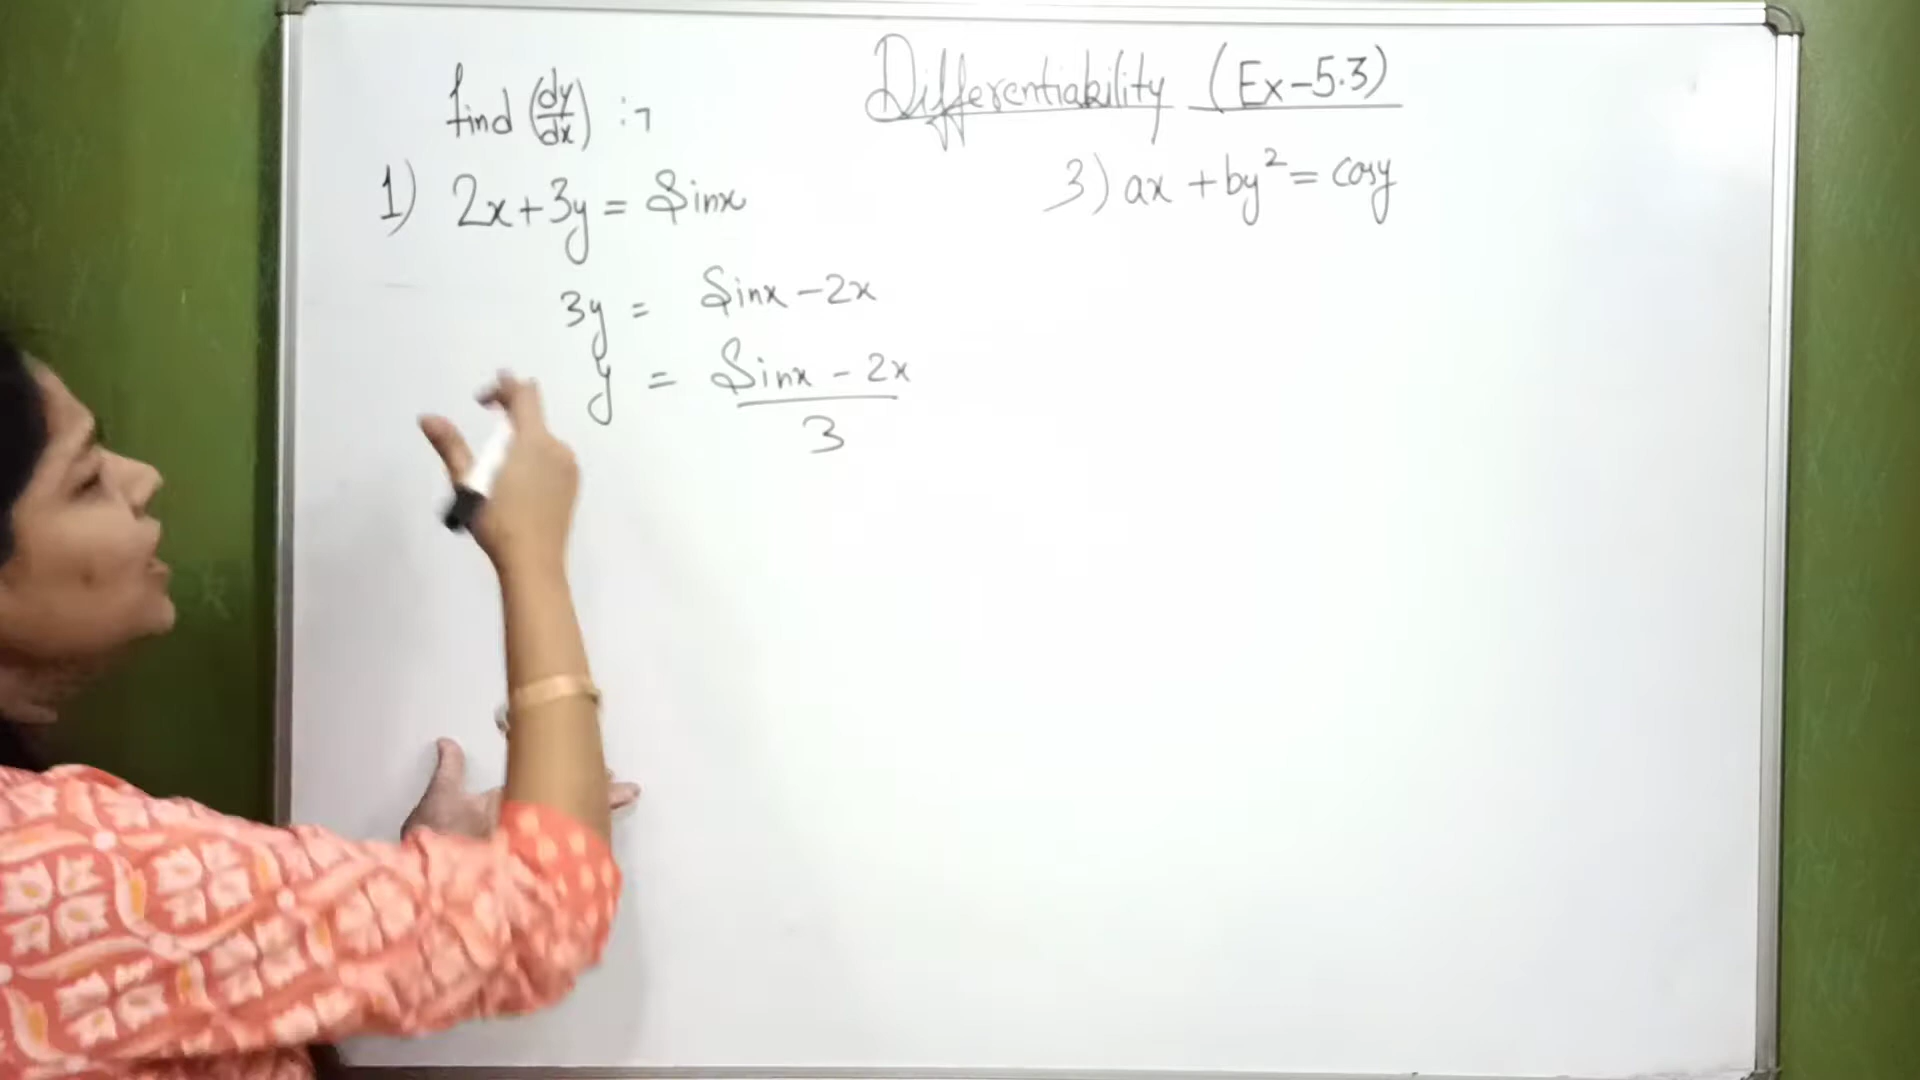 Differentiability (Ex-5.3)
find (dy/dx) :-
1) 2x+3y = Sinx
3y = Sinx - 2x
y = Sinx - 2x / 3
3) ax + by² = cosy